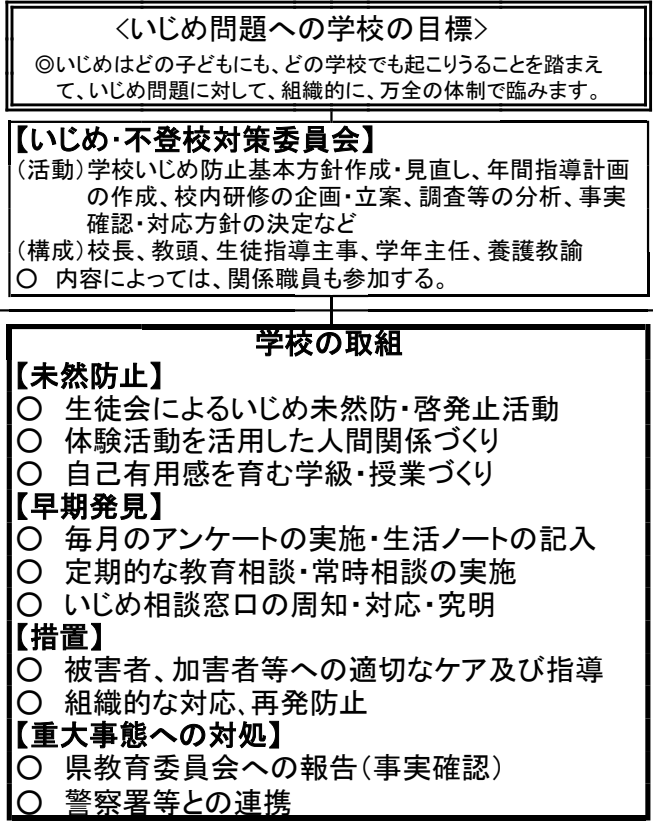 <いじめ問題への学校の目標>
◎いじめはどの子どもにも、どの学校でも起こりうることを踏まえ
て、いじめ問題に対して、組織的に、万全の体制で臨みます。
【いじめ・不登校対策委員会】
(活動)学校いじめ防止基本方針作成・見直し、年間指導計画
の作成、校内研修の企画・立案、調査等の分析、事実
確認・対応方針の決定など
(構成)校長、教頭、生徒指導主事、学年主任、養護教諭
○ 内容によっては、関係職員も参加する。
学校の取組
【未然防止】
○ 生徒会によるいじめ未然防・啓発止活動
○ 体験活動を活用した人間関係づくり
○ 自己有用感を育む学級・授業づくり
【早期発見】
○ 毎月のアンケートの実施・生活ノートの記入
○ 定期的な教育相談・常時相談の実施
○ いじめ相談窓口の周知・対応・究明
【措置】
○ 被害者、加害者等への適切なケア及び指導
○ 組織的な対応、再発防止
【重大事態への対処】
○ 県教育委員会への報告(事実確認)
○ 警察署等との連携